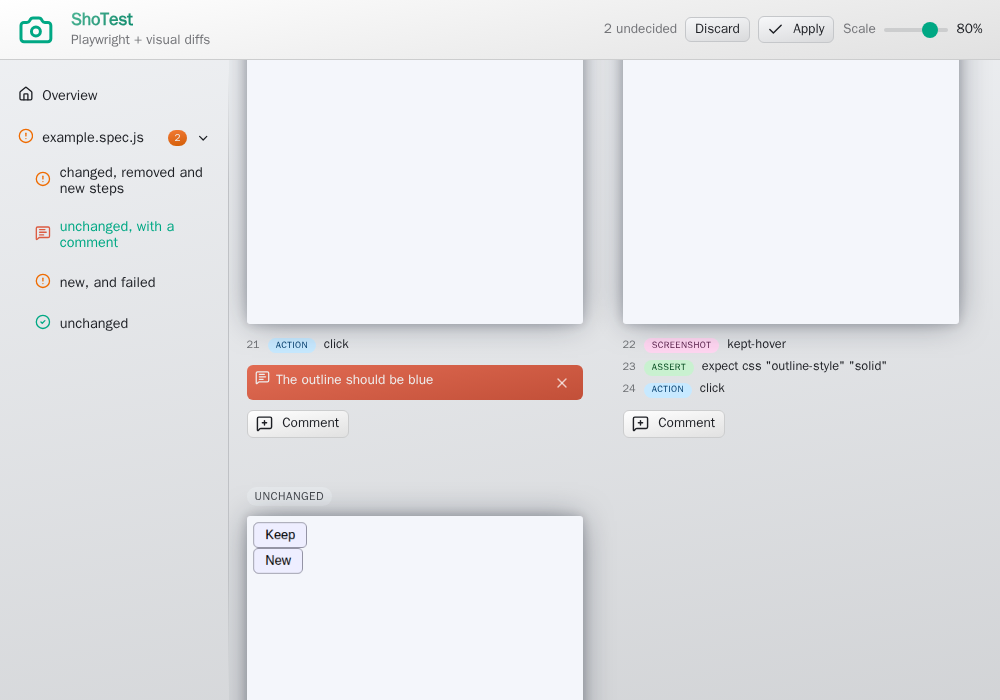 ShoTest
Playwright + visual diffs
2 undecided
Discard
Apply
Scale
80%
Overview
example.spec.js
2
changed, removed and
new steps
unchanged, with a
comment
new, and failed
unchanged
21 ACTION click
The outline should be blue
Comment
22 SCREENSHOT kept-hover
23 ASSERT expect css "outline-style" "solid"
24 ACTION click
Comment
UNCHANGED
Keep
New